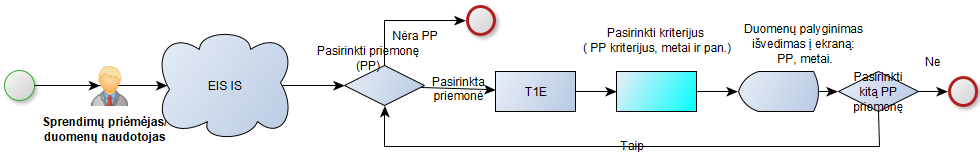 Sprendimų priėmėjas/
duomenų naudotojas
EIS IS
Pasirinkti priemonę
(PP)
Nėra PP
Pasirinkta
priemonė
T1E
Pasirinkti kriterijus
( PP kriterijus, metai ir pan.)
Duomenų palyginimas
išvedimas į ekraną:
PP, metai.
Pasirinkti
kitą PP
priemonę
Ne
Taip